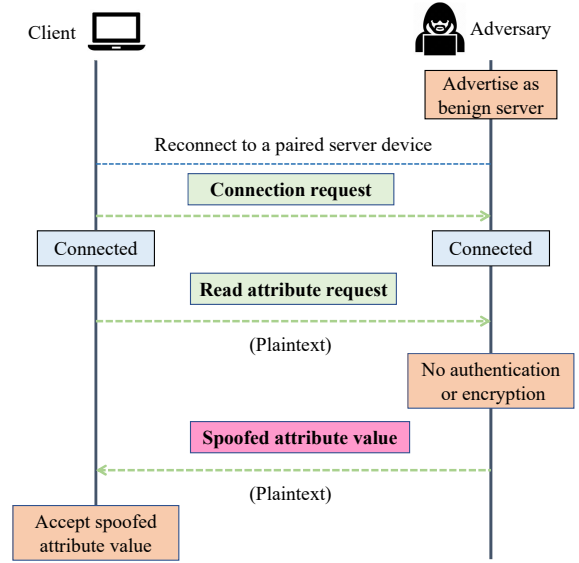 Client
Adversary
Advertise as
benign server
Reconnect to a paired server device
Connection request
Connected
Connected
Read attribute request
(Plaintext)
No authentication
or encryption
Spoofed attribute value
(Plaintext)
Accept spoofed
attribute value